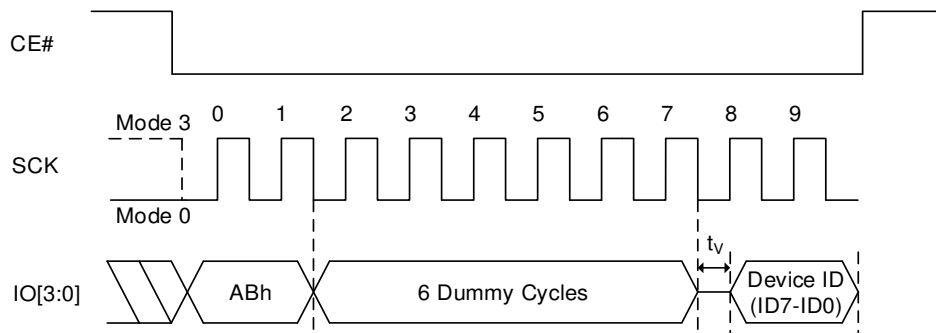 CE#
0 1 2 3 4 5 6 7 8 9
Mode 3
SCK
Mode 0
tV
IO[3:0]
ABh
6 Dummy Cycles
Device ID
(ID7-ID0)